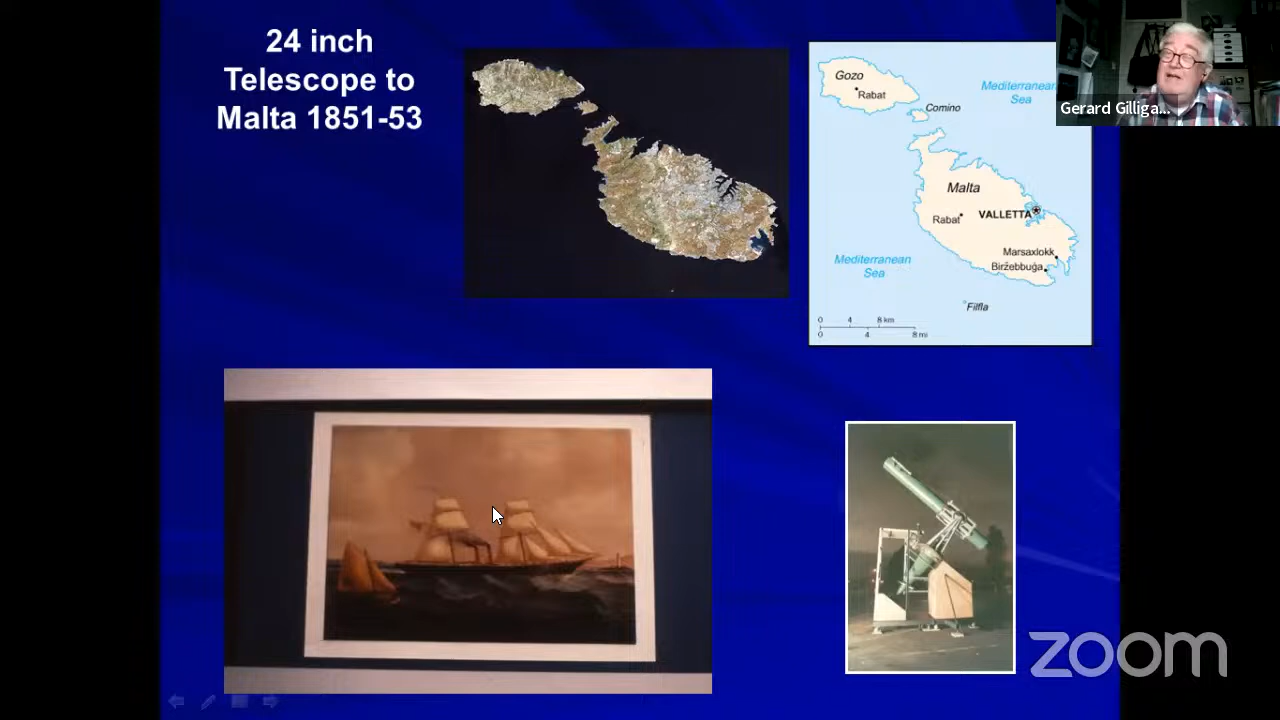 24 inch
Telescope to
Malta 1851-53
Gozo
Rabat
Comino
Mediterranean
Sea
Malta
Rabat
VALLETTA
Marsaxlokk
Birżebbuġa
Mediterranean
Sea
Filfla
0 4 8 km
0 4 8 mi
Gerard Gilliga...
zoom